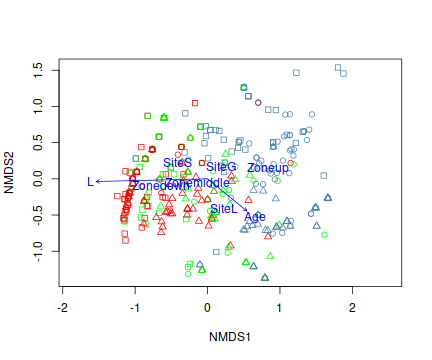 1.5
1.0
0.5
0.0
-0.5
-1.0
NMDS2
SiteS
SiteG
Zoneup
L
Zonedown
Zonemiddle
SiteL
Age
-2
-1
0
1
2
NMDS1